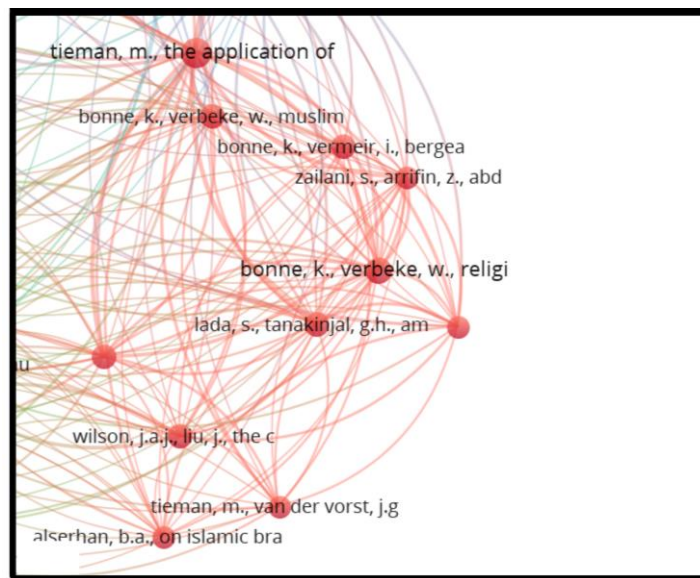 tieman, m., the application of
bonne, k., verbeke, w., muslim
bonne, k., vermeir, i., bergea
zailani, s., arrifin, z., abd
bonne, k., verbeke, w., religi
lada, s., tanakinjal, g.h., am
wilson, j.a.j., liu, j., the c
tieman, m., van der vorst, j.g
alserhan, b.a., on islamic bra